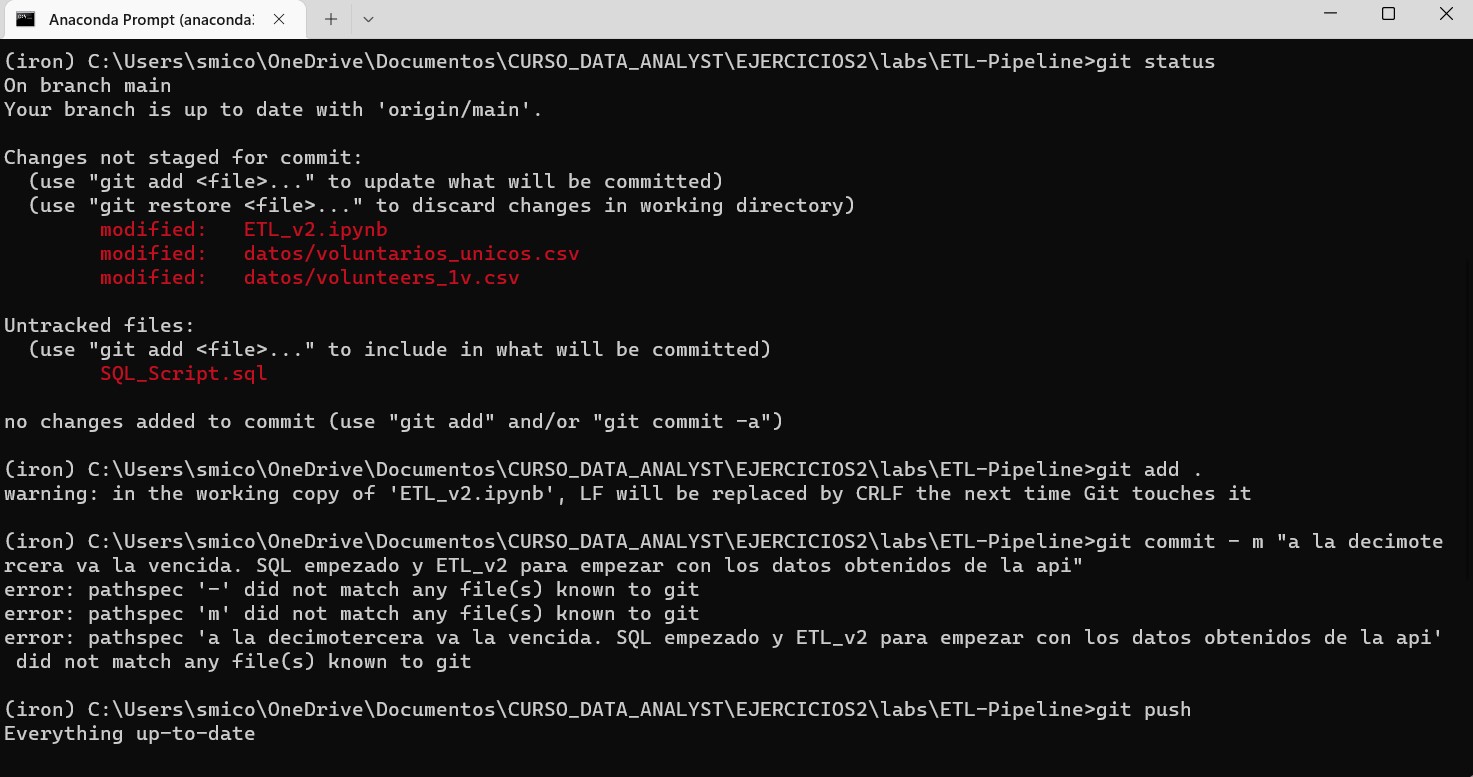 Anaconda Prompt (anaconda:
(iron) C:\Users\smico\OneDrive\Documentos\CURSO_DATA_ANALYST\EJERCICIOS2\labs\ETL-Pipeline>git status
On branch main
Your branch is up to date with 'origin/main'.
Changes not staged for commit:
  (use "git add <file>..." to update what will be committed)
  (use "git restore <file>..." to discard changes in working directory)
        modified:   ETL_v2.ipynb
        modified:   datos/voluntarios_unicos.csv
        modified:   datos/volunteers_1v.csv
Untracked files:
  (use "git add <file>..." to include in what will be committed)
        SQL_Script.sql
no changes added to commit (use "git add" and/or "git commit -a")
(iron) C:\Users\smico\OneDrive\Documentos\CURSO_DATA_ANALYST\EJERCICIOS2\labs\ETL-Pipeline>git add .
warning: in the working copy of 'ETL_v2.ipynb', LF will be replaced by CRLF the next time Git touches it
(iron) C:\Users\smico\OneDrive\Documentos\CURSO_DATA_ANALYST\EJERCICIOS2\labs\ETL-Pipeline>git commit - m "a la decimote
rcera va la vencida. SQL empezado y ETL_v2 para empezar con los datos obtenidos de la api"
error: pathspec '-' did not match any file(s) known to git
error: pathspec 'm' did not match any file(s) known to git
error: pathspec 'a la decimotercera va la vencida. SQL empezado y ETL_v2 para empezar con los datos obtenidos de la api'
 did not match any file(s) known to git
(iron) C:\Users\smico\OneDrive\Documentos\CURSO_DATA_ANALYST\EJERCICIOS2\labs\ETL-Pipeline>git push
Everything up-to-date